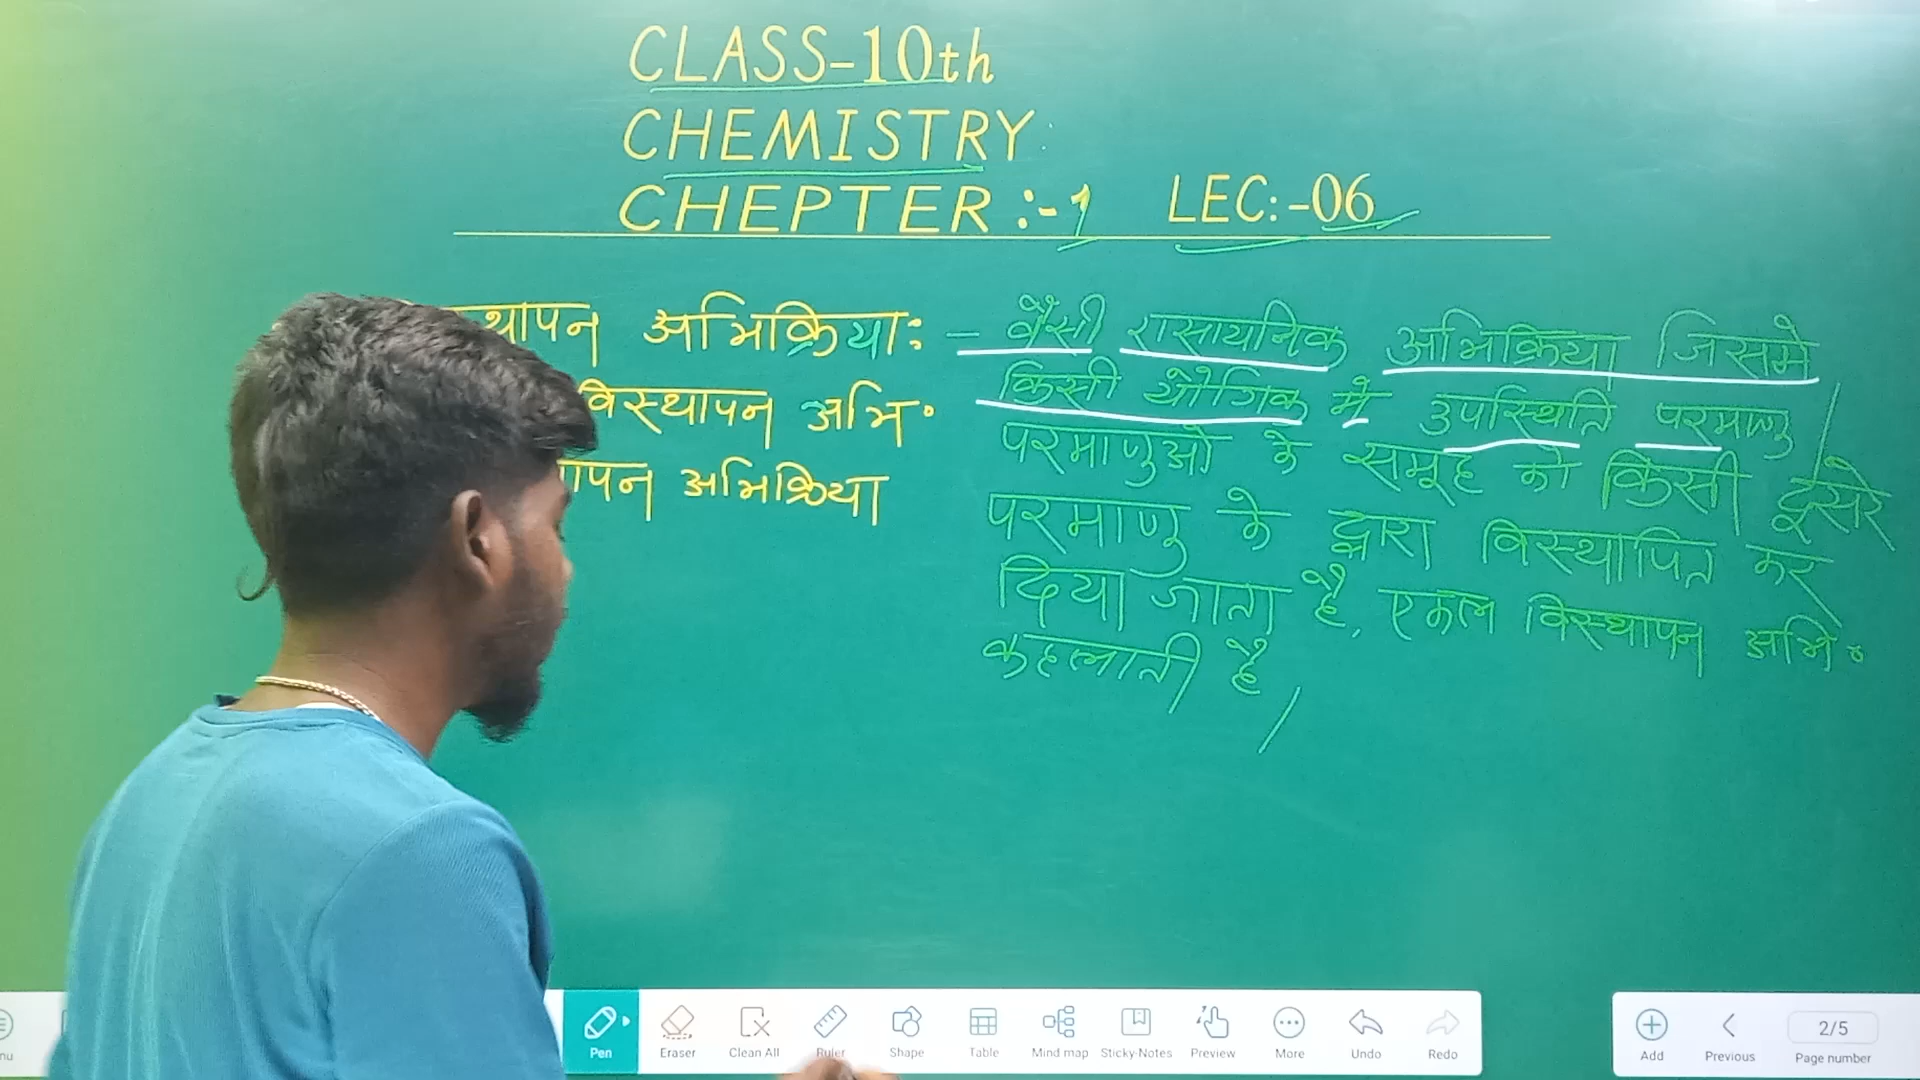 CLASS-10th
CHEMISTRY
CHEPTER :- 1 LEC:-06
स्थापन अभिक्रिया: - वैसी रासायनिक अभिक्रिया जिसमे
किसी यौगिक मे उपस्थिति परमाणु /
विस्थापन अभि॰
परमाणुओ के समूह को किसी दूसरे
थापन अभिक्रिया
परमाणु के द्वारा विस्थापित कर
दिया जाता है, एकल विस्थापन अभि॰
कहलाती है /
nu
Pen
Eraser
Clean All
Ruler
Shape
Table
Mind map
Sticky-Notes
Preview
More
Undo
Redo
Add
Previous
2/5
Page number